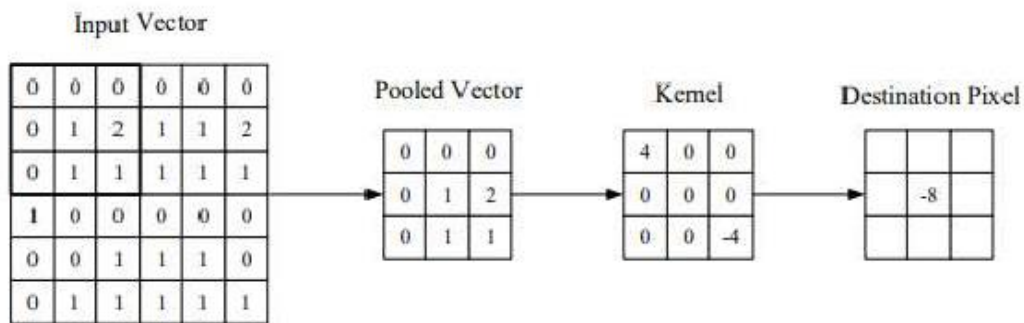 Input Vector
0 0 0 0 0 0
0 1 2 1 1 2
0 1 1 1 1 1
1 0 0 0 0 0
0 0 1 1 1 0
0 1 1 1 1 1
Pooled Vector
0 0 0
0 1 2
0 1 1
Kernel
4 0 0
0 0 0
0 0 -4
Destination Pixel
-8